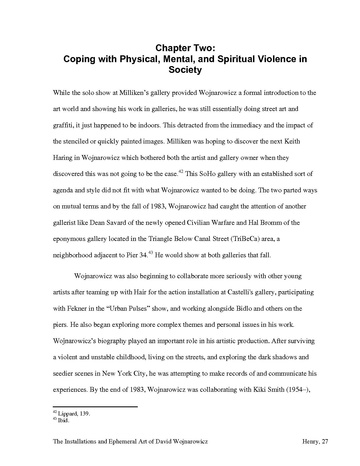 Chapter Two:
Coping with Physical, Mental, and Spiritual Violence in
Society
While the solo show at Milliken's gallery provided Wojnarowicz a formal introduction to the
art world and showing his work in galleries, he was still essentially doing street art and
graffiti, it just happened to be indoors. This detracted from the immediacy and the impact of
the stenciled or quickly painted images. Milliken was hoping to discover the next Keith
Haring in Wojnarowicz which bothered both the artist and gallery owner when they
discovered this was not going to be the case.42 This SoHo gallery with an established sort of
agenda and style did not fit with what Wojnarowicz wanted to be doing. The two parted ways
on mutual terms and by the fall of 1983, Wojnarowicz had caught the attention of another
gallerist like Dean Savard of the newly opened Civilian Warfare and Hal Bromm of the
eponymous gallery located in the Triangle Below Canal Street (TriBeCa) area, a
neighborhood adjacent to Pier 34.43 He would show at both galleries that fall.
Wojnarowicz was also beginning to collaborate more seriously with other young
artists after teaming up with Hair for the action installation at Castelli's gallery, participating
with Fekner in the "Urban Pulses" show, and working alongside Bidlo and others on the
piers. He also began exploring more complex themes and personal issues in his work.
Wojnarowicz's biography played an important role in his artistic production. After surviving
a violent and unstable childhood, living on the streets, and exploring the dark shadows and
seedier scenes in New York City, he was attempting to make records of and communicate his
experiences. By the end of 1983, Wojnarowicz was collaborating with Kiki Smith (1954–),
42 Lippard, 139.
43 Ibid.
The Installations and Ephemeral Art of David Wojnarowicz Henry, 27